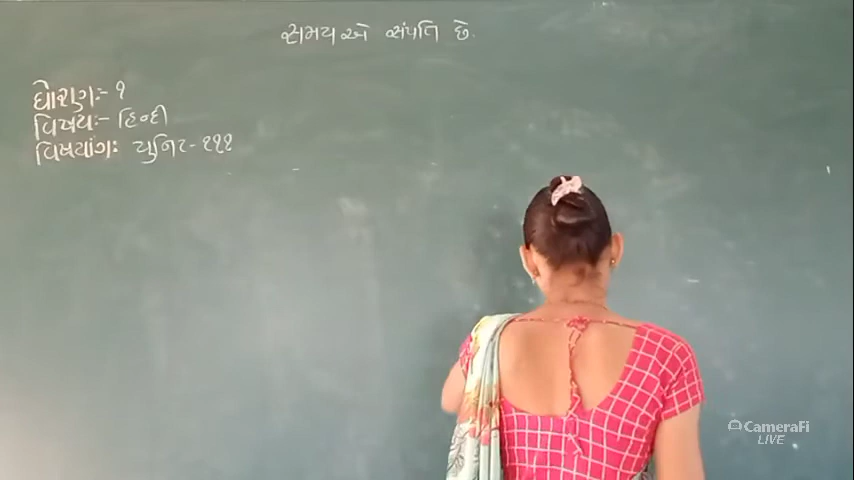 સમય એ સંપતિ છે.
ધોરણ:- ૧
વિષય:- હિન્દી
વિષયાંગ: યુનિટ- ૧૧૧
CameraFi
LIVE